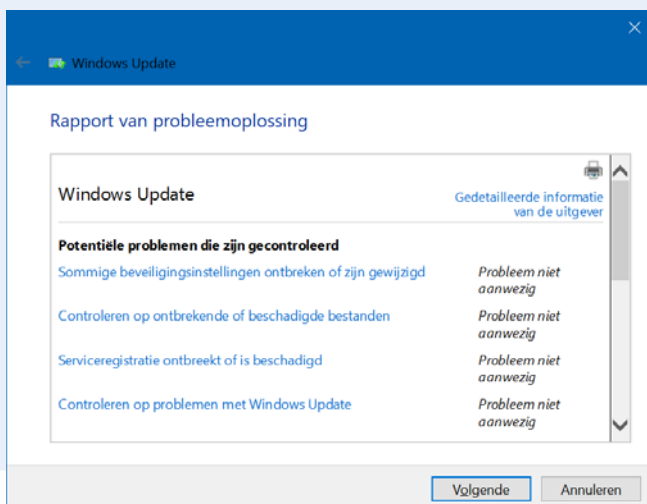 Windows Update
Rapport van probleemoplossing
Windows Update
Gedetailleerde informatie
van de uitgever
Potentiële problemen die zijn gecontroleerd
Sommige beveiligingsinstellingen ontbreken of zijn gewijzigd
Probleem niet
aanwezig
Controleren op ontbrekende of beschadigde bestanden
Probleem niet
aanwezig
Serviceregistratie ontbreekt of is beschadigd
Probleem niet
aanwezig
Controleren op problemen met Windows Update
Probleem niet
aanwezig
Volgende
Annuleren